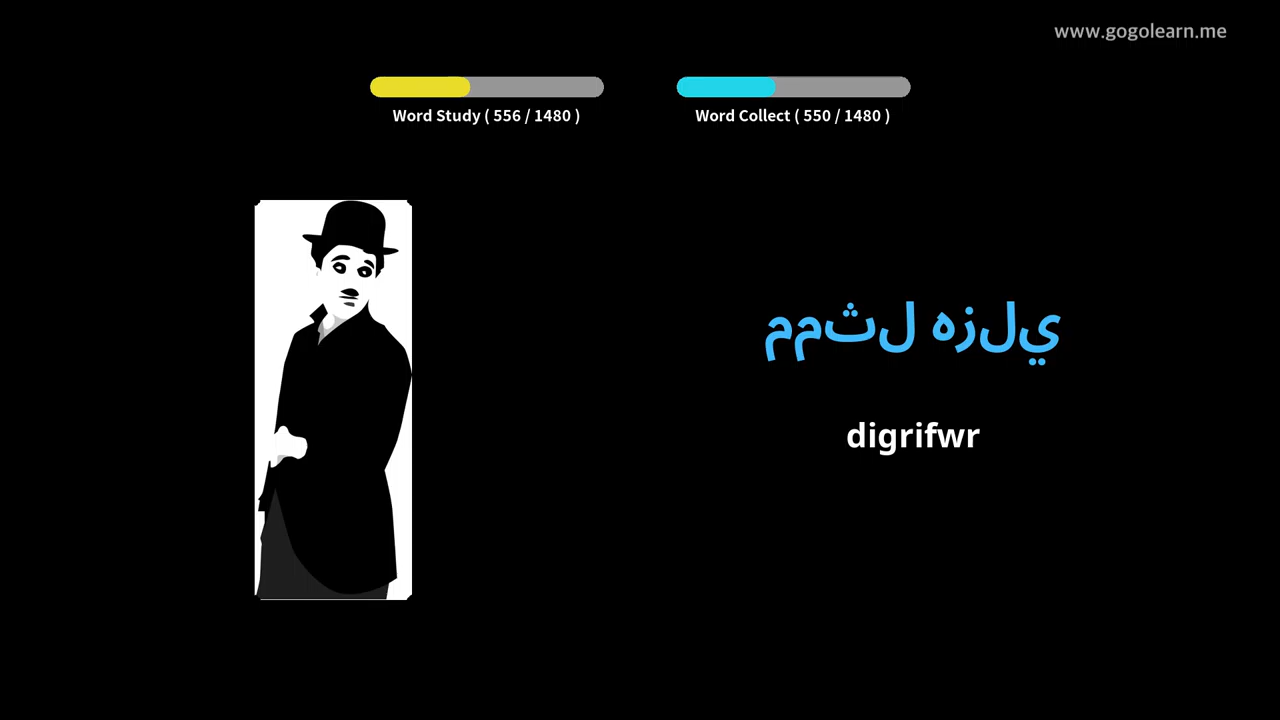 www.gogolearn.me
Word Study ( 556 / 1480 )
Word Collect ( 550 / 1480 )
ممثل هزلي
digrifwr